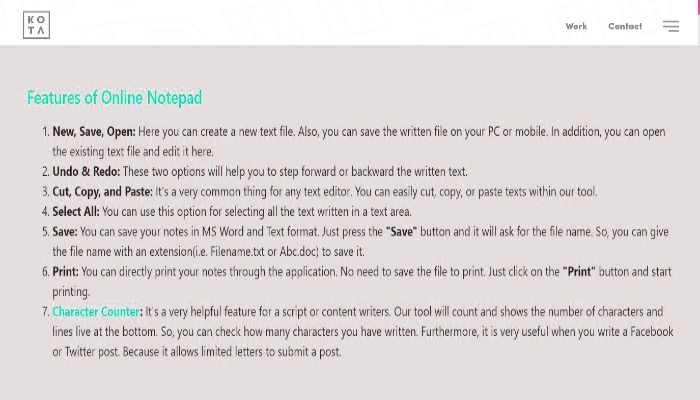 KO
TΛ
Work Contact
Features of Online Notepad
1. New, Save, Open: Here you can create a new text file. Also, you can save the written file on your PC or mobile. In addition, you can open
the existing text file and edit it here.
2. Undo & Redo: These two options will help you to step forward or backward the written text.
3. Cut, Copy, and Paste: It's a very common thing for any text editor. You can easily cut, copy, or paste texts within our tool.
4. Select All: You can use this option for selecting all the text written in a text area.
5. Save: You can save your notes in MS Word and Text format. Just press the "Save" button and it will ask for the file name. So, you can give
the file name with an extension(i.e. Filename.txt or Abc.doc) to save it.
6. Print: You can directly print your notes through the application. No need to save the file to print. Just click on the "Print" button and start
printing.
7. Character Counter: It's a very helpful feature for a script or content writers. Our tool will count and shows the number of characters and
lines live at the bottom. So, you can check how many characters you have written. Furthermore, it is very useful when you write a Facebook
or Twitter post. Because it allows limited letters to submit a post.